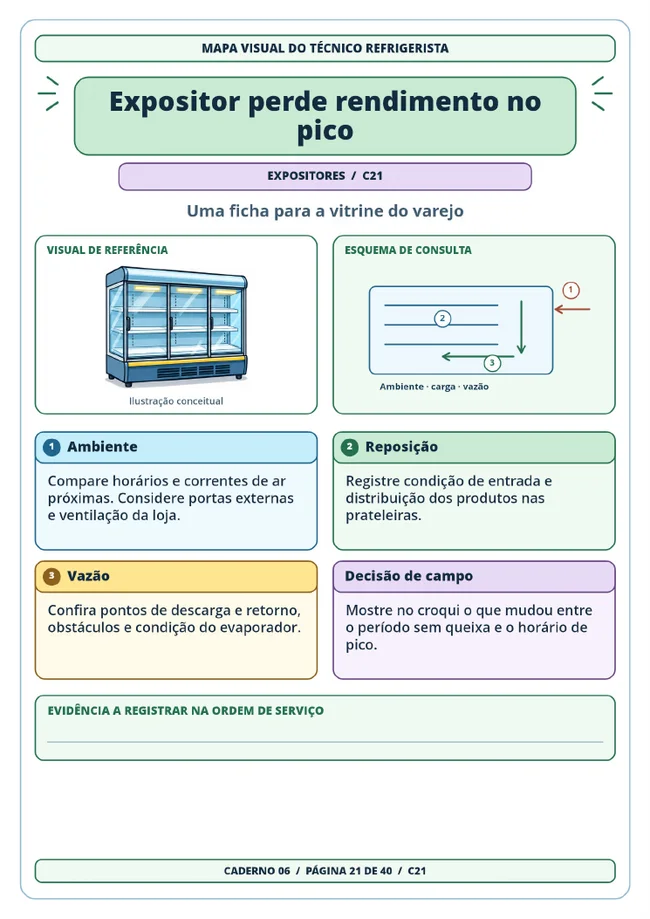 MAPA VISUAL DO TÉCNICO REFRIGERISTA
Expositor perde rendimento no
pico
EXPOSITORES / C21
Uma ficha para a vitrine do varejo
VISUAL DE REFERÊNCIA
Ilustração conceitual
ESQUEMA DE CONSULTA
1
2
3
Ambiente · carga · vazão
1 Ambiente
Compare horários e correntes de ar
próximas. Considere portas externas
e ventilação da loja.
2 Reposição
Registre condição de entrada e
distribuição dos produtos nas
prateleiras.
3 Vazão
Confira pontos de descarga e retorno,
obstáculos e condição do evaporador.
Decisão de campo
Mostre no croqui o que mudou entre
o período sem queixa e o horário de
pico.
EVIDÊNCIA A REGISTRAR NA ORDEM DE SERVIÇO
CADERNO 06 / PÁGINA 21 DE 40 / C21